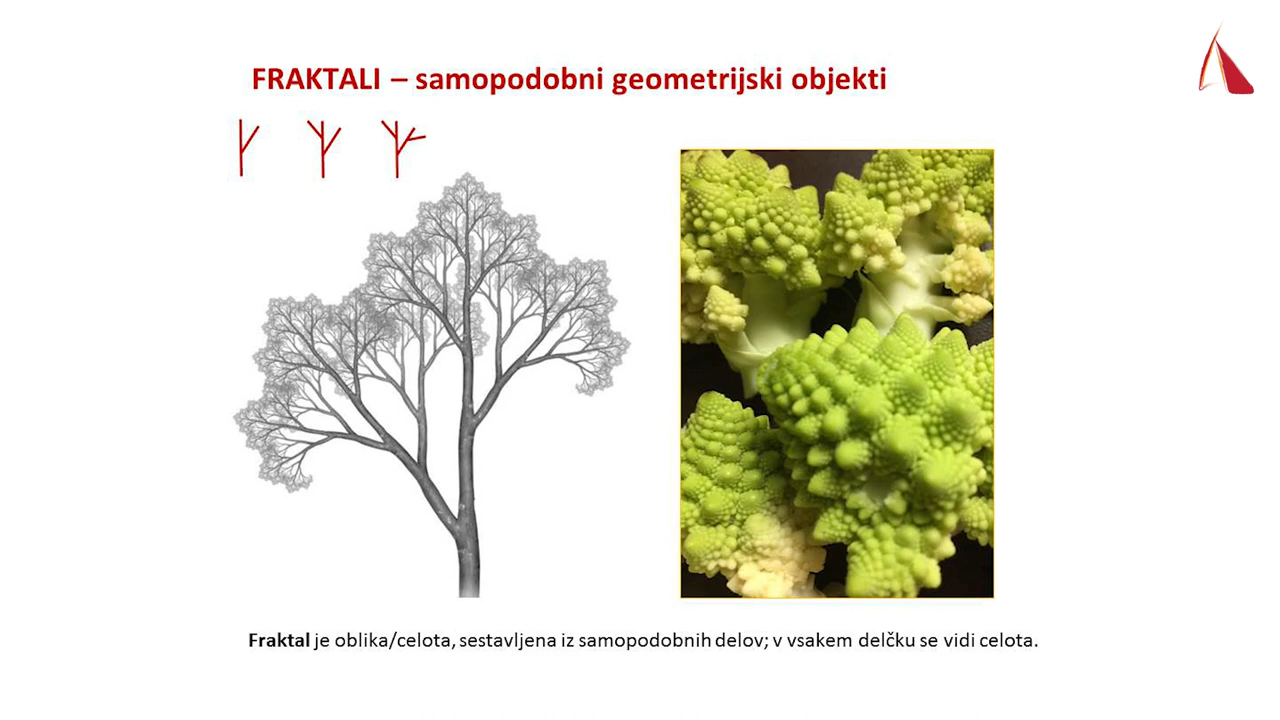 FRAKTALI – samopodobni geometrijski objekti
Fraktal je oblika/celota, sestavljena iz samopodobnih delov; v vsakem delčku se vidi celota.